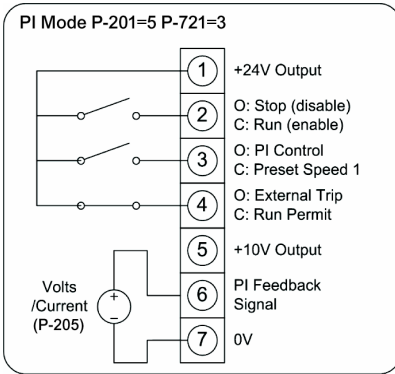 PI Mode P-201=5 P-721=3
1
+24V Output
2
O: Stop (disable)
C: Run (enable)
3
O: PI Control
C: Preset Speed 1
4
O: External Trip
C: Run Permit
5
+10V Output
Volts
/Current
(P-205)
+
−
6
PI Feedback
Signal
7
0V